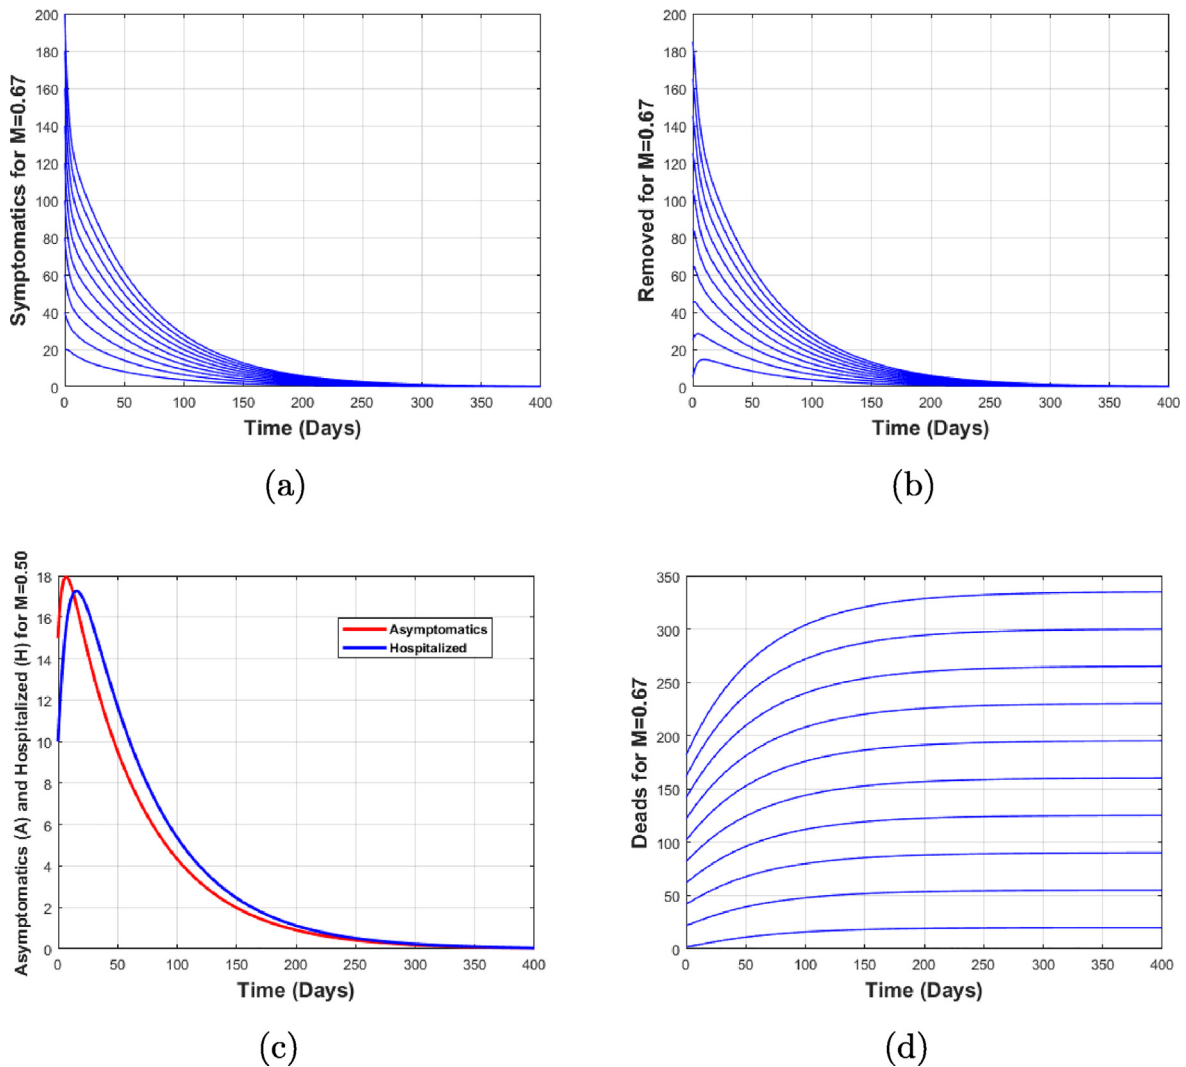 Symptomatics for M=0.67
200
180
160
140
120
100
80
60
40
20
0
0 50 100 150 200 250 300 350 400
Time (Days)
(a)
Removed for M=0.67
200
180
160
140
120
100
80
60
40
20
0
0 50 100 150 200 250 300 350 400
Time (Days)
(b)
Asymptomatics (A) and Hospitalized (H) for M=0.50
18
16
14
12
10
8
6
4
2
0
Asymptomatics
Hospitalized
0 50 100 150 200 250 300 350 400
Time (Days)
(c)
Deads for M=0.67
350
300
250
200
150
100
50
0
0 50 100 150 200 250 300 350 400
Time (Days)
(d)